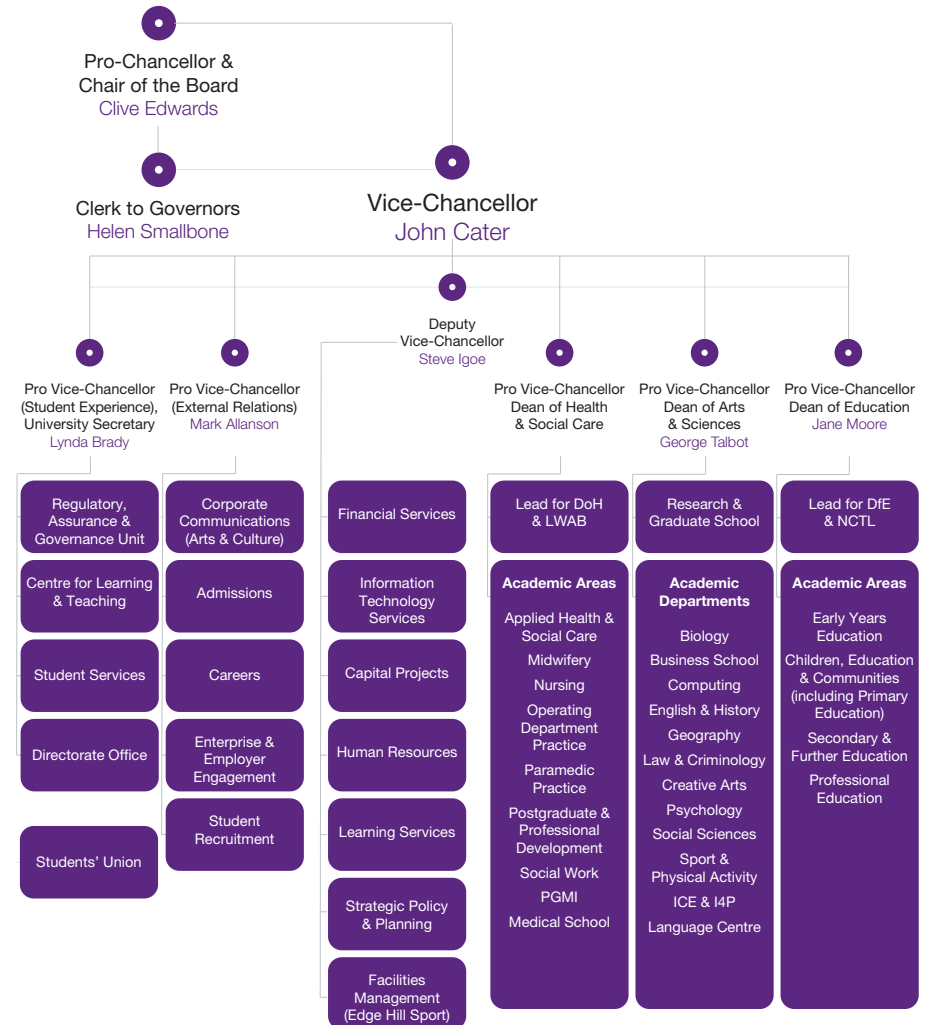 Pro-Chancellor &
Chair of the Board
Clive Edwards
Clerk to Governors
Helen Smallbone
Vice-Chancellor
John Cater
Deputy
Vice-Chancellor
Steve Igoe
Pro Vice-Chancellor
(Student Experience),
University Secretary
Lynda Brady
Pro Vice-Chancellor
(External Relations)
Mark Allanson
Pro Vice-Chancellor
Dean of Health
& Social Care
Pro Vice-Chancellor
Dean of Arts
& Sciences
George Talbot
Pro Vice-Chancellor
Dean of Education
Jane Moore
Regulatory,
Assurance &
Governance Unit
Centre for Learning
& Teaching
Student Services
Directorate Office
Students' Union
Corporate
Communications
(Arts & Culture)
Admissions
Careers
Enterprise &
Employer
Engagement
Student
Recruitment
Financial Services
Information
Technology
Services
Capital Projects
Human Resources
Learning Services
Strategic Policy
& Planning
Facilities
Management
(Edge Hill Sport)
Lead for DoH
& LWAB
Academic Areas
Applied Health &
Social Care
Midwifery
Nursing
Operating
Department
Practice
Paramedic
Practice
Postgraduate &
Professional
Development
Social Work
PGMI
Medical School
Research &
Graduate School
Academic
Departments
Biology
Business School
Computing
English & History
Geography
Law & Criminology
Creative Arts
Psychology
Social Sciences
Sport &
Physical Activity
ICE & I4P
Language Centre
Lead for DfE
& NCTL
Academic Areas
Early Years
Education
Children, Education
& Communities
(including Primary
Education)
Secondary &
Further Education
Professional
Education